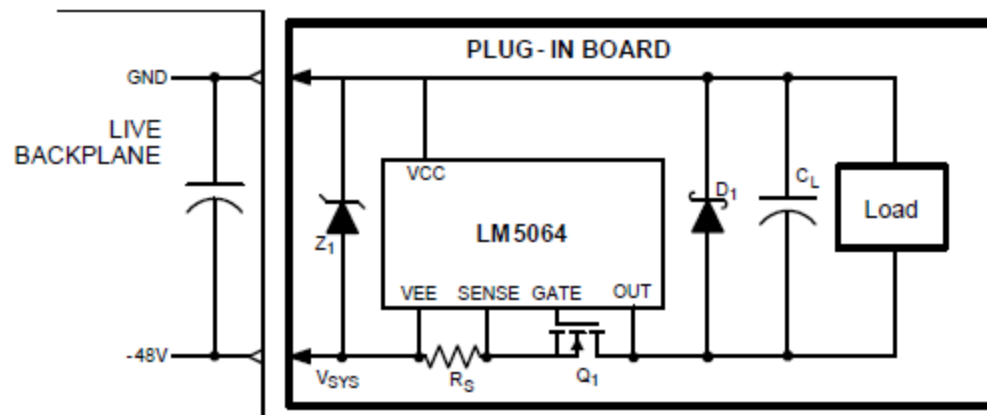 PLUG-IN BOARD
GND
LIVE
BACKPLANE
VCC
D1
CL
Z1
LM5064
Load
VEE SENSE GATE OUT
-48V
VSYS
RS
Q1